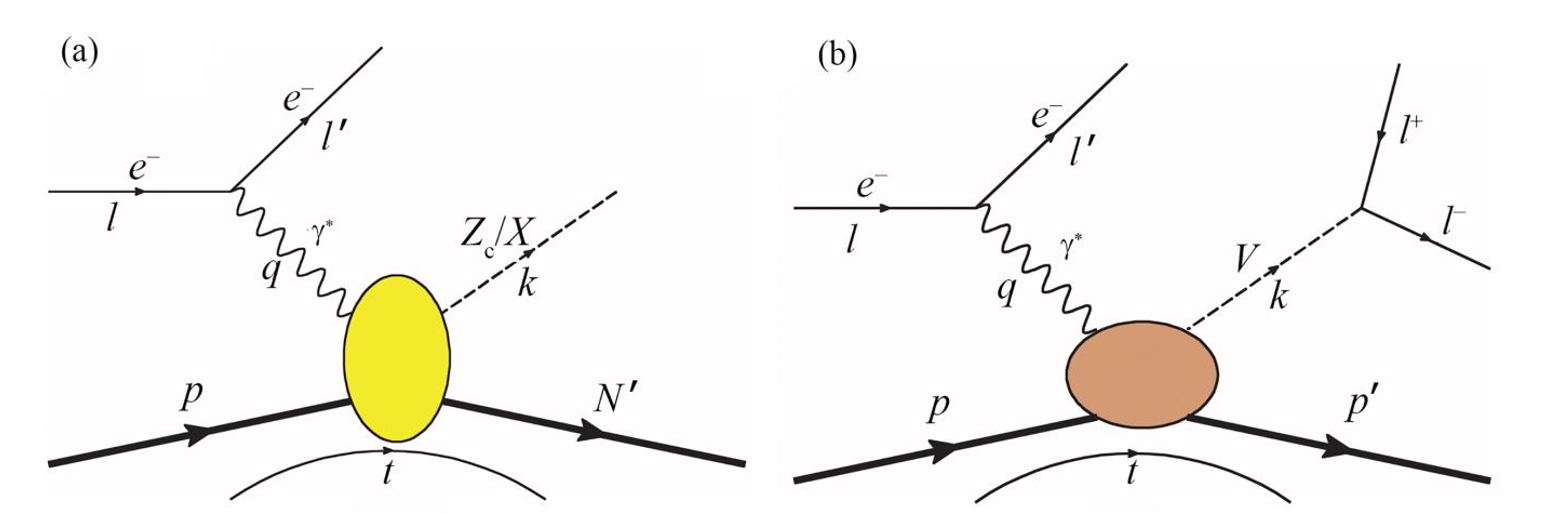 (a)
e⁻
l′
e⁻
l
γ*
q
Z_c/X
k
p
N′
t
(b)
e⁻
l′
e⁻
l
γ*
q
V
k
l⁺
l⁻
p
p′
t